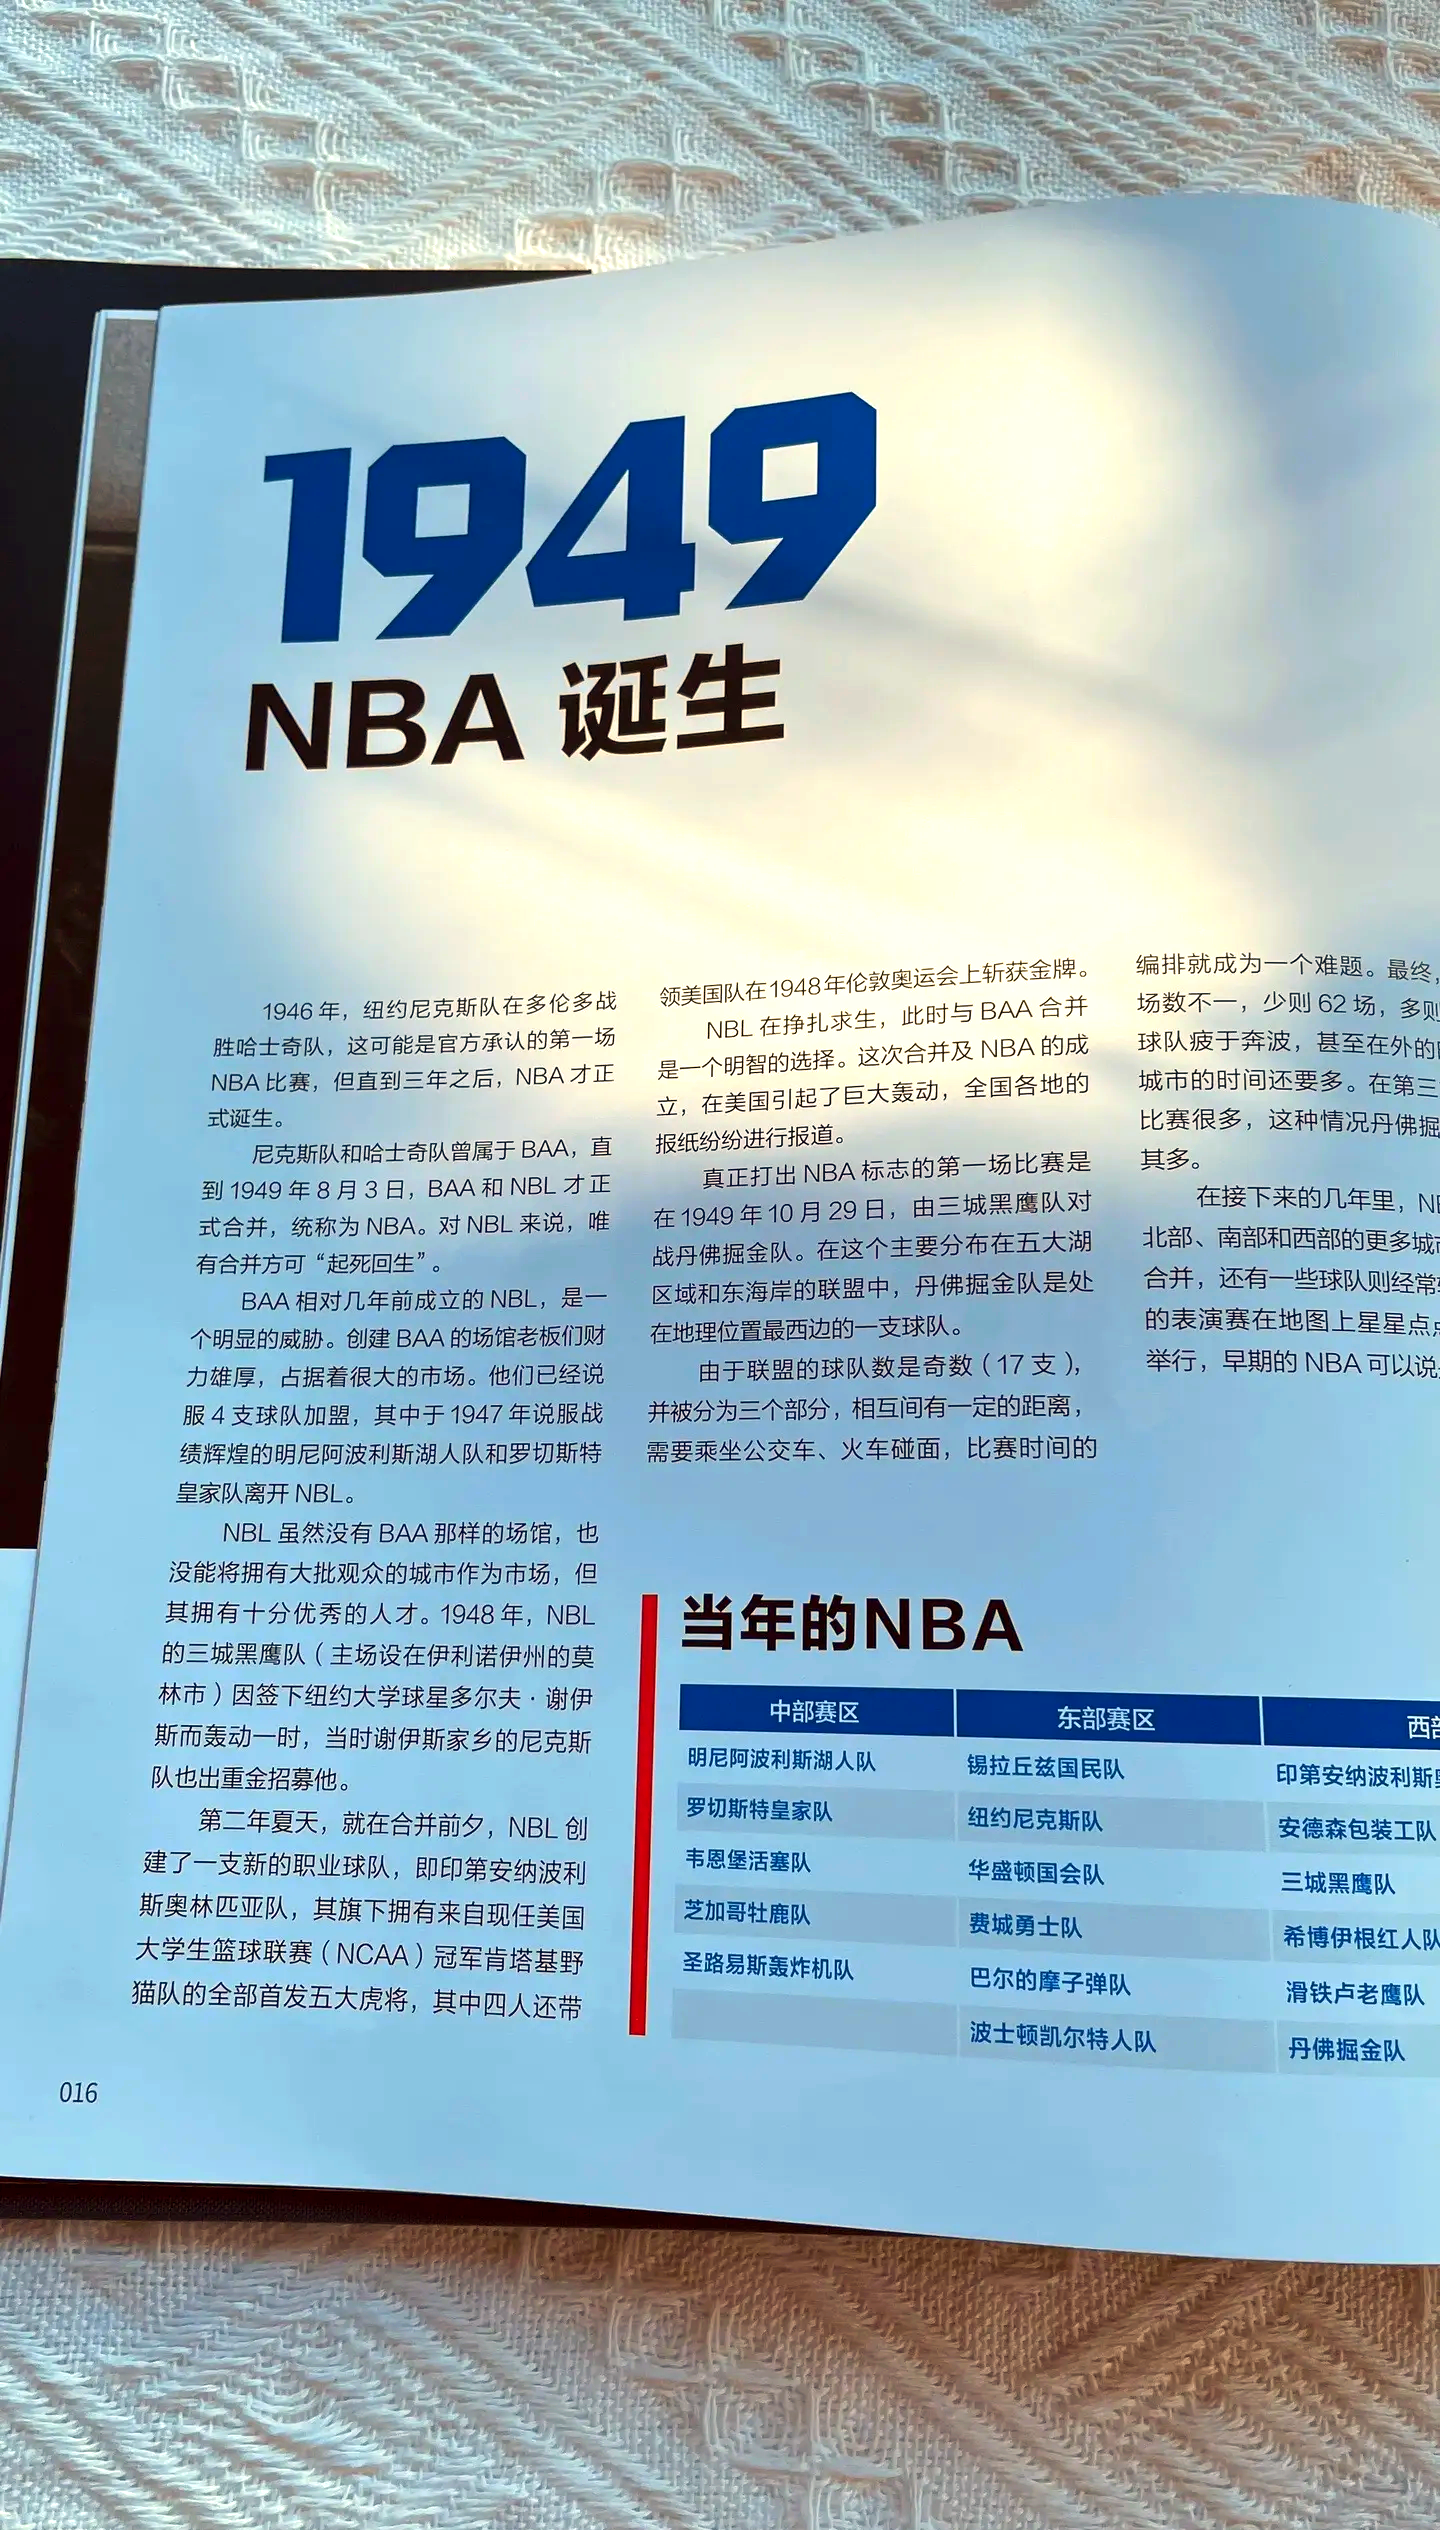 1949
NBA 诞生
1946 年，纽约尼克斯队在多伦多战
胜哈士奇队，这可能是官方承认的第一场
NBA 比赛，但直到三年之后，NBA 才正
式诞生。
尼克斯队和哈士奇队曾属于 BAA，直
到 1949 年 8 月 3 日，BAA 和 NBL 才正
式合并，统称为 NBA。对 NBL 来说，唯
有合并方可“起死回生”。
BAA 相对几年前成立的 NBL，是一
个明显的威胁。创建 BAA 的场馆老板们财
力雄厚，占据着很大的市场。他们已经说
服 4 支球队加盟，其中于 1947 年说服战
绩辉煌的明尼阿波利斯湖人队和罗切斯特
皇家队离开 NBL。
NBL 虽然没有 BAA 那样的场馆，也
没能将拥有大批观众的城市作为市场，但
其拥有十分优秀的人才。1948 年，NBL
的三城黑鹰队（主场设在伊利诺伊州的莫
林市）因签下纽约大学球星多尔夫·谢伊
斯而轰动一时，当时谢伊斯家乡的尼克斯
队也出重金招募他。
第二年夏天，就在合并前夕，NBL 创
建了一支新的职业球队，即印第安纳波利
斯奥林匹亚队，其旗下拥有来自现任美国
大学生篮球联赛（NCAA）冠军肯塔基野
猫队的全部首发五大虎将，其中四人还带
领美国队在1948年伦敦奥运会上斩获金牌。
NBL 在挣扎求生，此时与 BAA 合并
是一个明智的选择。这次合并及 NBA 的成
立，在美国引起了巨大轰动，全国各地的
报纸纷纷进行报道。
真正打出 NBA 标志的第一场比赛是
在 1949 年 10 月 29 日，由三城黑鹰队对
战丹佛掘金队。在这个主要分布在五大湖
区域和东海岸的联盟中，丹佛掘金队是处
在地理位置最西边的一支球队。
由于联盟的球队数是奇数（17 支），
并被分为三个部分，相互间有一定的距离，
需要乘坐公交车、火车碰面，比赛时间的
编排就成为一个难题。最终，
场数不一，少则 62 场，多则
球队疲于奔波，甚至在外的
城市的时间还要多。在第三
比赛很多，这种情况丹佛掘
其多。
在接下来的几年里，NB
北部、南部和西部的更多城市
合并，还有一些球队则经常
的表演赛在地图上星星点点
举行，早期的 NBA 可以说
当年的NBA
中部赛区 东部赛区 西部
明尼阿波利斯湖人队 锡拉丘兹国民队 印第安纳波利斯奥
罗切斯特皇家队 纽约尼克斯队 安德森包装工队
韦恩堡活塞队 华盛顿国会队 三城黑鹰队
芝加哥牡鹿队 费城勇士队 希博伊根红人队
圣路易斯轰炸机队 巴尔的摩子弹队 滑铁卢老鹰队
波士顿凯尔特人队 丹佛掘金队
016